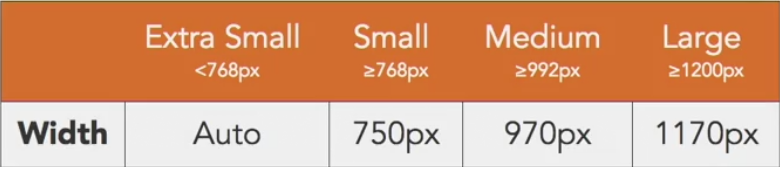 Extra Small Small Medium Large
<768px ≥768px ≥992px ≥1200px
Width Auto 750px 970px 1170px